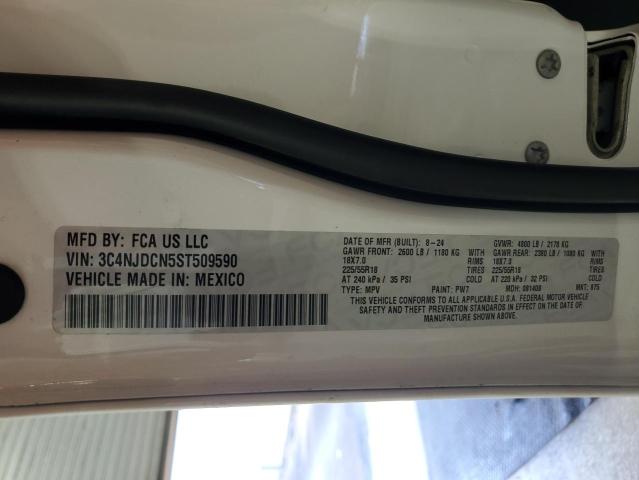 MFD BY: FCA US LLC
VIN: 3C4NJDCN5ST509590
VEHICLE MADE IN: MEXICO
DATE OF MFR (BUILT): 8-24 GVWR: 4800 LB / 2178 KG
GAWR FRONT: 2600 LB / 1180 KG RIMS GAWR REAR: 2380 LB / 1080 KG RIMS
18X7.0 TIRES 18X7.0 TIRES
225/55R18 COLD 225/55R18 COLD
AT 240 kPa / 35 PSI AT 220 kPa / 32 PSI
TYPE: MPV PAINT: PW7 MDH: 081408 MKT: 875
THIS VEHICLE CONFORMS TO ALL APPLICABLE U.S.A. FEDERAL MOTOR VEHICLE
SAFETY AND THEFT PREVENTION STANDARDS IN EFFECT ON THE DATE OF
MANUFACTURE SHOWN ABOVE.